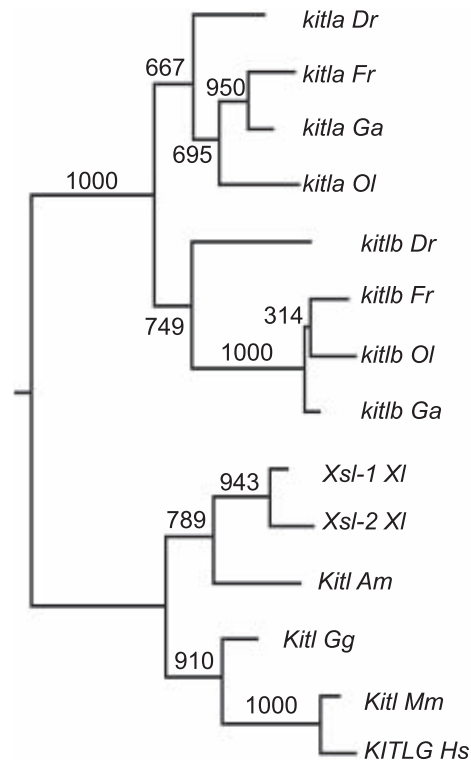 kitla Dr
667
kitla Fr
950
kitla Ga
695
kitla Ol
1000
kitlb Dr
kitlb Fr
314
749
1000
kitlb Ol
kitlb Ga
Xsl-1 Xl
943
789
Xsl-2 Xl
Kitl Am
Kitl Gg
910
1000
Kitl Mm
KITLG Hs